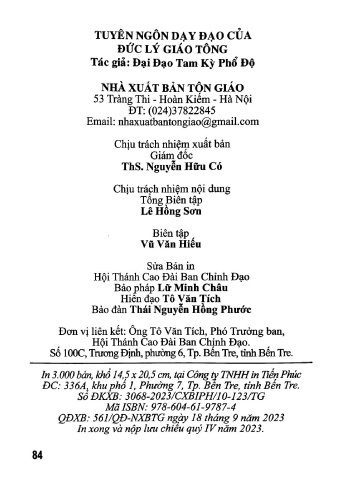 TUYÊN NGÔN DẠY ĐẠO CỦA
ĐỨC LÝ GIÁO TÔNG
Tác giả: Đại Đạo Tam Kỳ Phổ Độ
NHÀ XUẤT BẢN TÔN GIÁO
53 Tràng Thi - Hoàn Kiếm - Hà Nội
ĐT: (024)37822845
Email: nhaxuatbantongiao@gmail.com
Chịu trách nhiệm xuất bản
Giám đốc
ThS. Nguyễn Hữu Có
Chịu trách nhiệm nội dung
Tổng Biên tập
Lê Hồng Sơn
Biên tập
Vũ Văn Hiếu
Sửa Bản in
Hội Thánh Cao Đài Ban Chỉnh Đạo
Bảo pháp Lữ Minh Châu
Hiến đạo Tô Văn Tích
Bảo đàn Thái Nguyễn Hồng Phước
Đơn vị liên kết: Ông Tô Văn Tích, Phó Trưởng ban,
Hội Thánh Cao Đài Ban Chỉnh Đạo.
Số 100C, Trương Định, phường 6, Tp. Bến Tre, tỉnh Bến Tre.
In 3.000 bản, khổ 14,5 x 20,5 cm, tại Công ty TNHH in Tiến Phúc
ĐC: 336A, khu phố 1, Phường 7, Tp. Bến Tre, tỉnh Bến Tre.
Số ĐKXB: 3068-2023/CXBIPH/10-123/TG
Mã ISBN: 978-604-61-9787-4
QĐXB: 561/QĐ-NXBTG ngày 18 tháng 9 năm 2023
In xong và nộp lưu chiểu quý IV năm 2023.
84